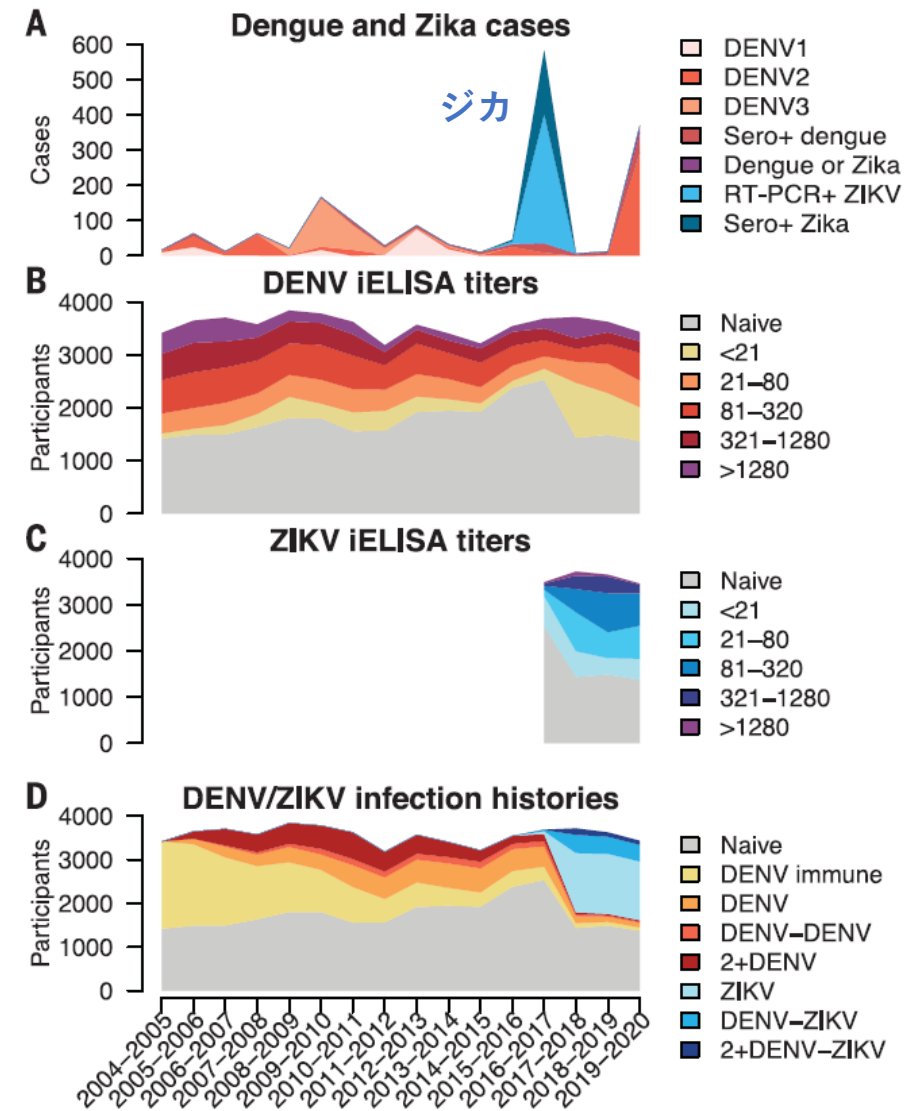 A
Dengue and Zika cases
600
500
400
300
200
100
0
Cases
ジカ
DENV1
DENV2
DENV3
Sero+ dengue
Dengue or Zika
RT-PCR+ ZIKV
Sero+ Zika
B
DENV iELISA titers
4000
3000
2000
1000
0
Participants
Naive
<21
21–80
81–320
321–1280
>1280
C
ZIKV iELISA titers
4000
3000
2000
1000
0
Participants
Naive
<21
21–80
81–320
321–1280
>1280
D
DENV/ZIKV infection histories
4000
3000
2000
1000
0
Participants
Naive
DENV immune
DENV
DENV–DENV
2+DENV
ZIKV
DENV–ZIKV
2+DENV–ZIKV
2004–2005
2005–2006
2006–2007
2007–2008
2008–2009
2009–2010
2010–2011
2011–2012
2012–2013
2013–2014
2014–2015
2015–2016
2016–2017
2017–2018
2018–2019
2019–2020